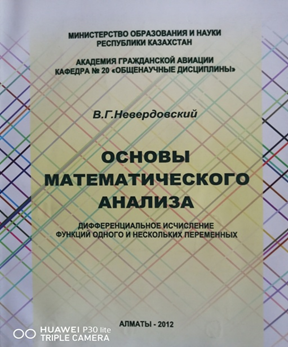 МИНИСТЕРСТВО ОБРАЗОВАНИЯ И НАУКИ
РЕСПУБЛИКИ КАЗАХСТАН
АКАДЕМИЯ ГРАЖДАНСКОЙ АВИАЦИИ
КАФЕДРА № 20 «ОБЩЕНАУЧНЫЕ ДИСЦИПЛИНЫ»
В.Г.Невердовский
ОСНОВЫ
МАТЕМАТИЧЕСКОГО
АНАЛИЗА
ДИФФЕРЕНЦИАЛЬНОЕ ИСЧИСЛЕНИЕ
ФУНКЦИЙ ОДНОГО И НЕСКОЛЬКИХ ПЕРЕМЕННЫХ
АЛМАТЫ - 2012
HUAWEI P30 lite
TRIPLE CAMERA